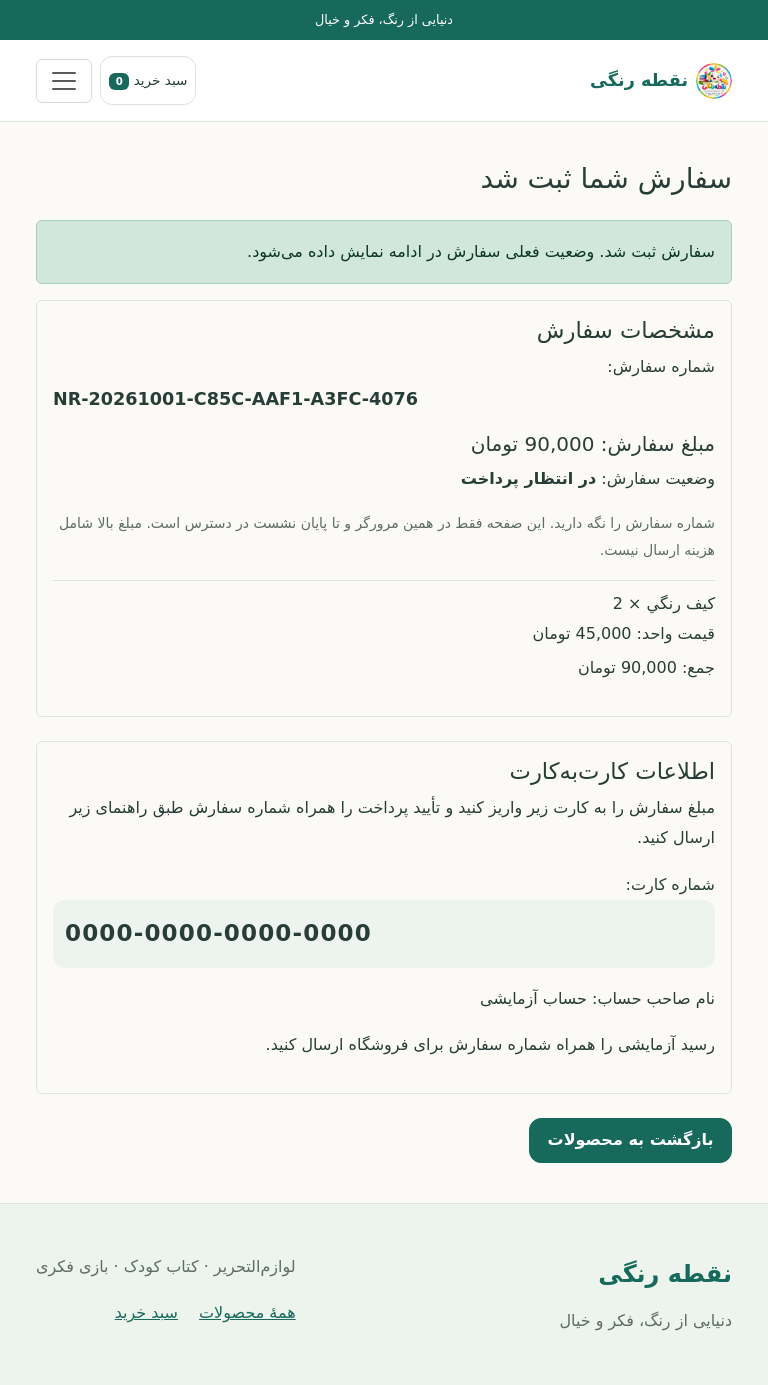 دنیایی از رنگ، فکر و خیال
نقطه رنگی
سبد خرید 0
سفارش شما ثبت شد
سفارش ثبت شد. وضعیت فعلی سفارش در ادامه نمایش داده می‌شود.
مشخصات سفارش
شماره سفارش:
NR-20261001-C85C-AAF1-A3FC-4076
مبلغ سفارش: 90,000 تومان
وضعیت سفارش: در انتظار پرداخت
شماره سفارش را نگه دارید. این صفحه فقط در همین مرورگر و تا پایان نشست در دسترس است. مبلغ بالا شامل
هزینه ارسال نیست.
کیف رنگي × 2
قیمت واحد: 45,000 تومان
جمع: 90,000 تومان
اطلاعات کارت‌به‌کارت
مبلغ سفارش را به کارت زیر واریز کنید و تأیید پرداخت را همراه شماره سفارش طبق راهنمای زیر
ارسال کنید.
شماره کارت:
0000-0000-0000-0000
نام صاحب حساب: حساب آزمایشی
رسید آزمایشی را همراه شماره سفارش برای فروشگاه ارسال کنید.
بازگشت به محصولات
نقطه رنگی
دنیایی از رنگ، فکر و خیال
لوازم‌التحریر · کتاب کودک · بازی فکری
همهٔ محصولات سبد خرید